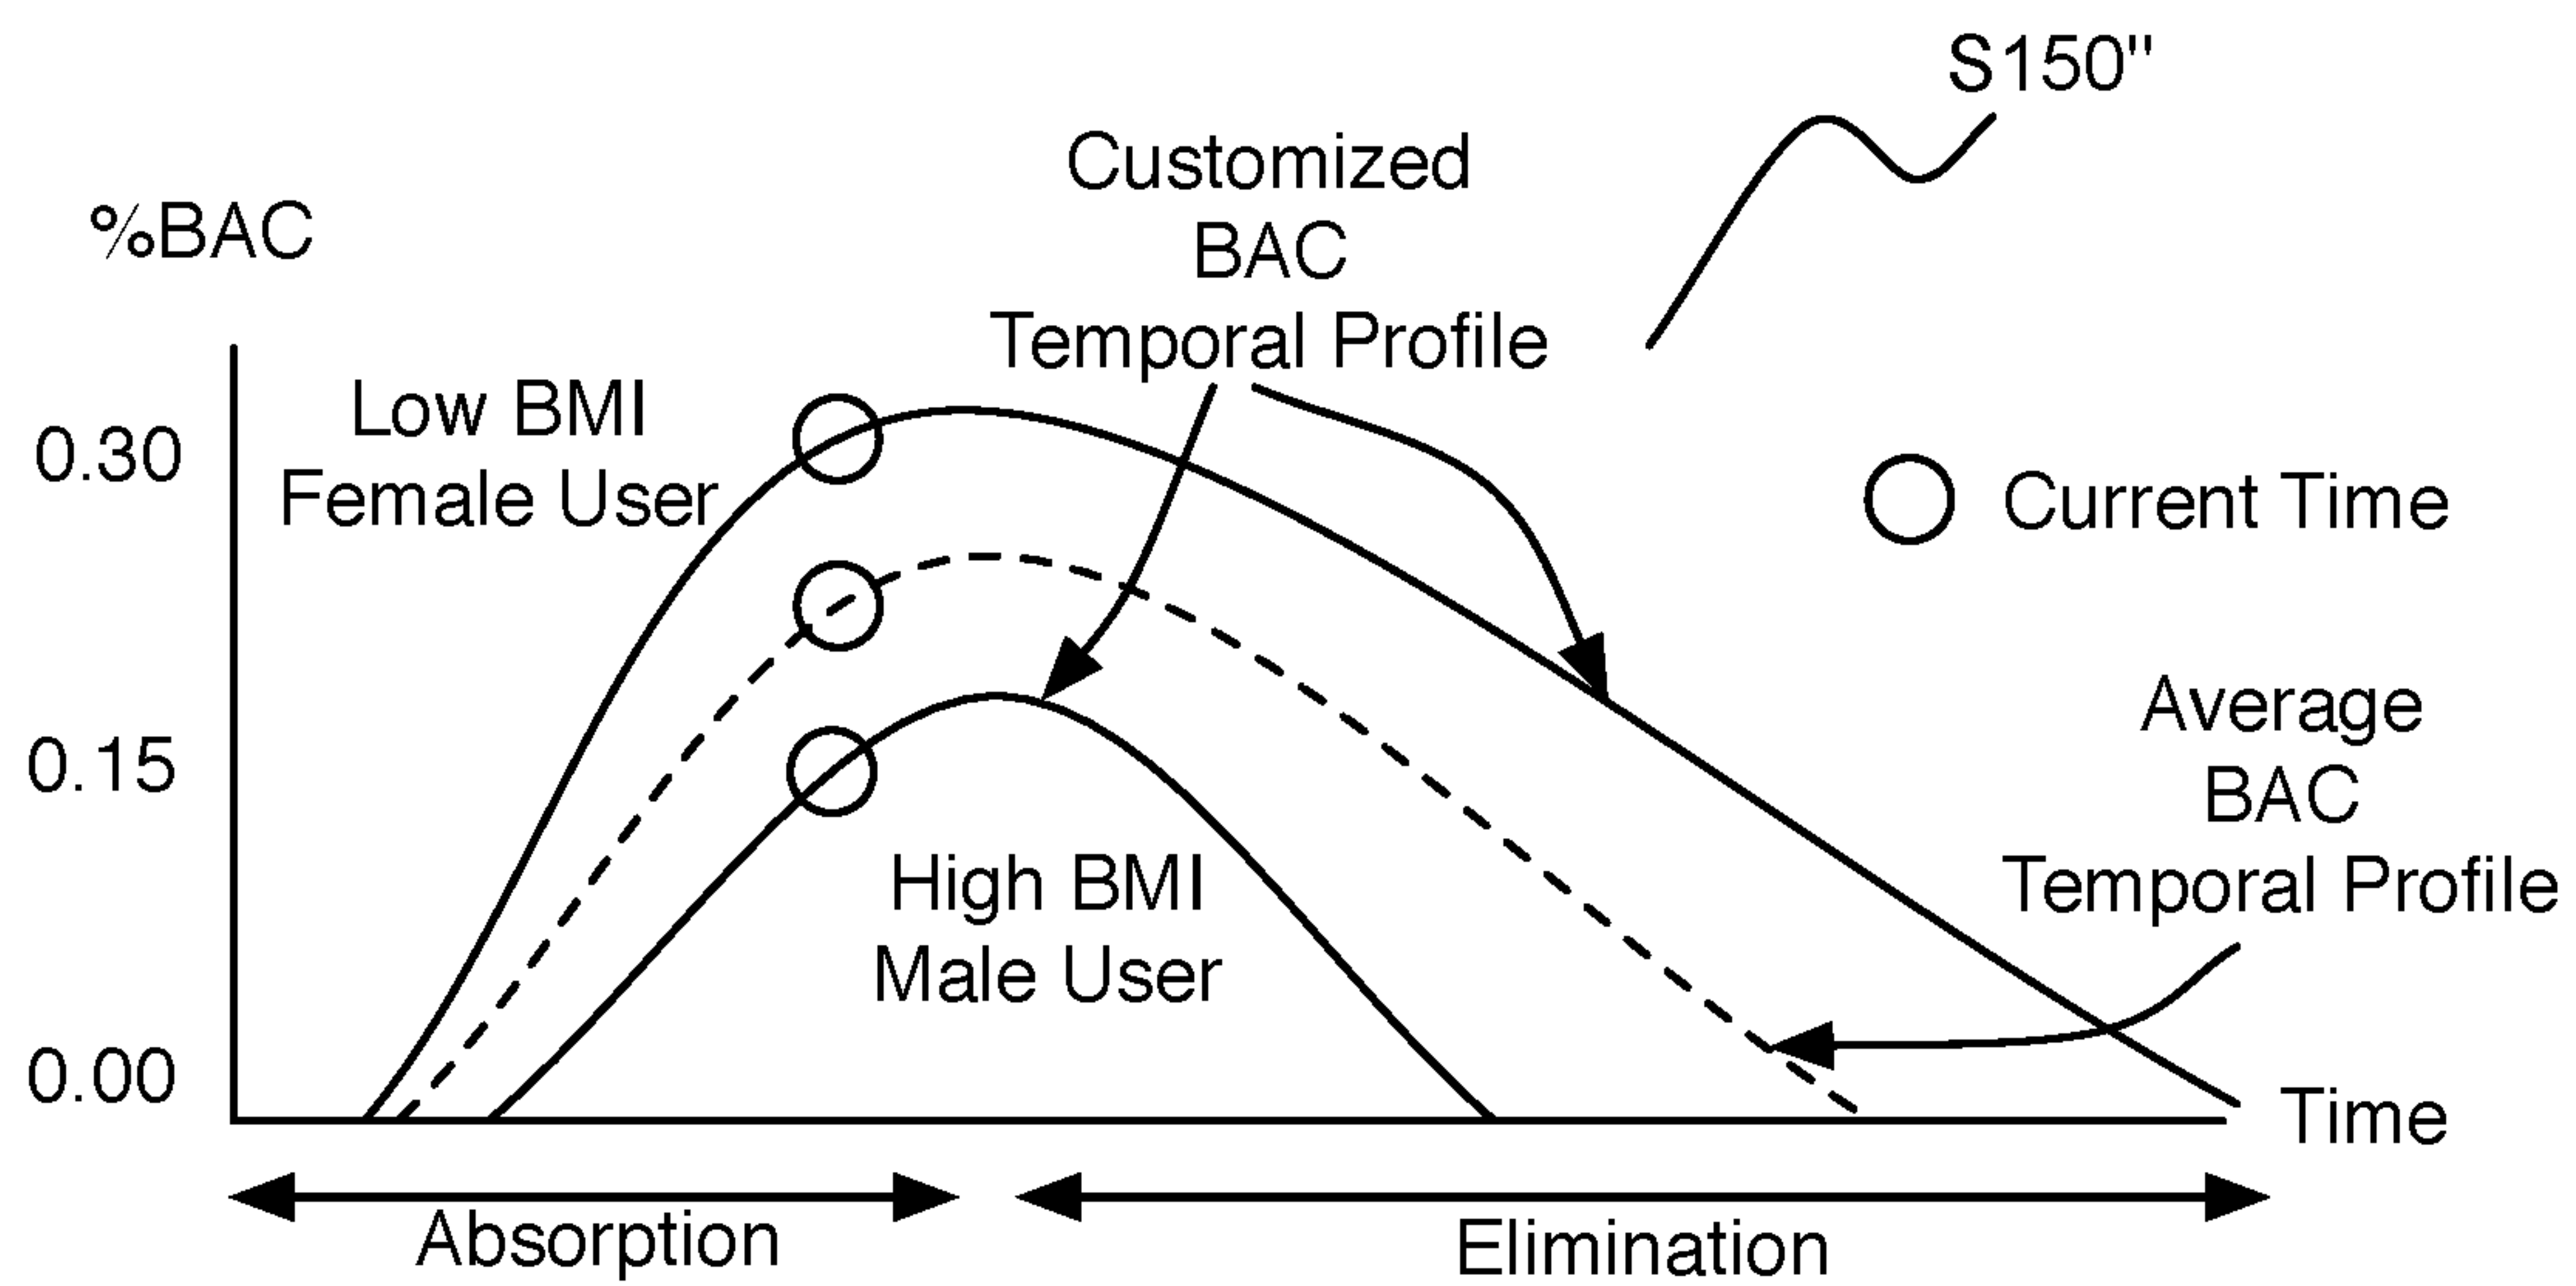 S150"
Customized
BAC
Temporal Profile
%BAC
Low BMI
Female User
0.30
Current Time
Average
BAC
Temporal Profile
0.15
High BMI
Male User
0.00
Time
Absorption
Elimination